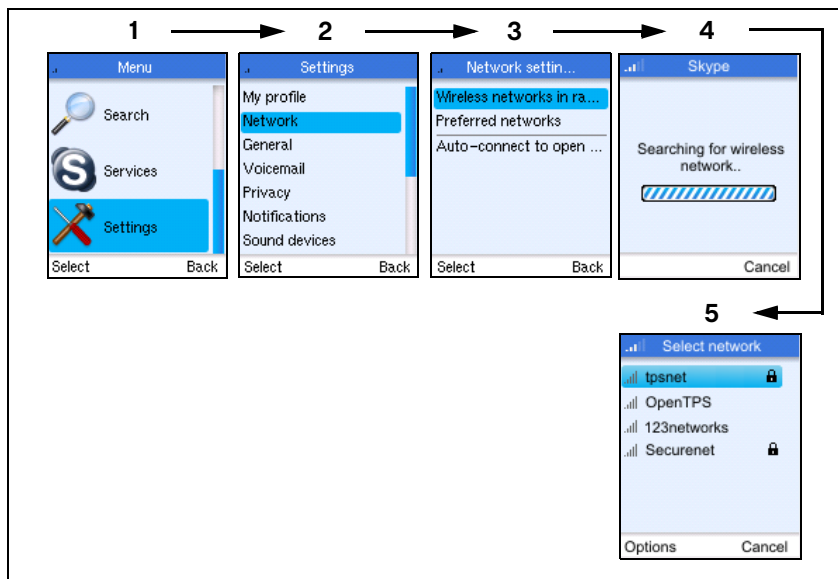 1 2 3 4
Menu
Search
Services
Settings
Select Back
Settings
My profile
Network
General
Voicemail
Privacy
Notifications
Sound devices
Select Back
Network settin...
Wireless networks in ra...
Preferred networks
Auto-connect to open ...
Select Back
Skype
Searching for wireless
network..
Cancel
5
Select network
tpsnet
OpenTPS
123networks
Securenet
Options Cancel